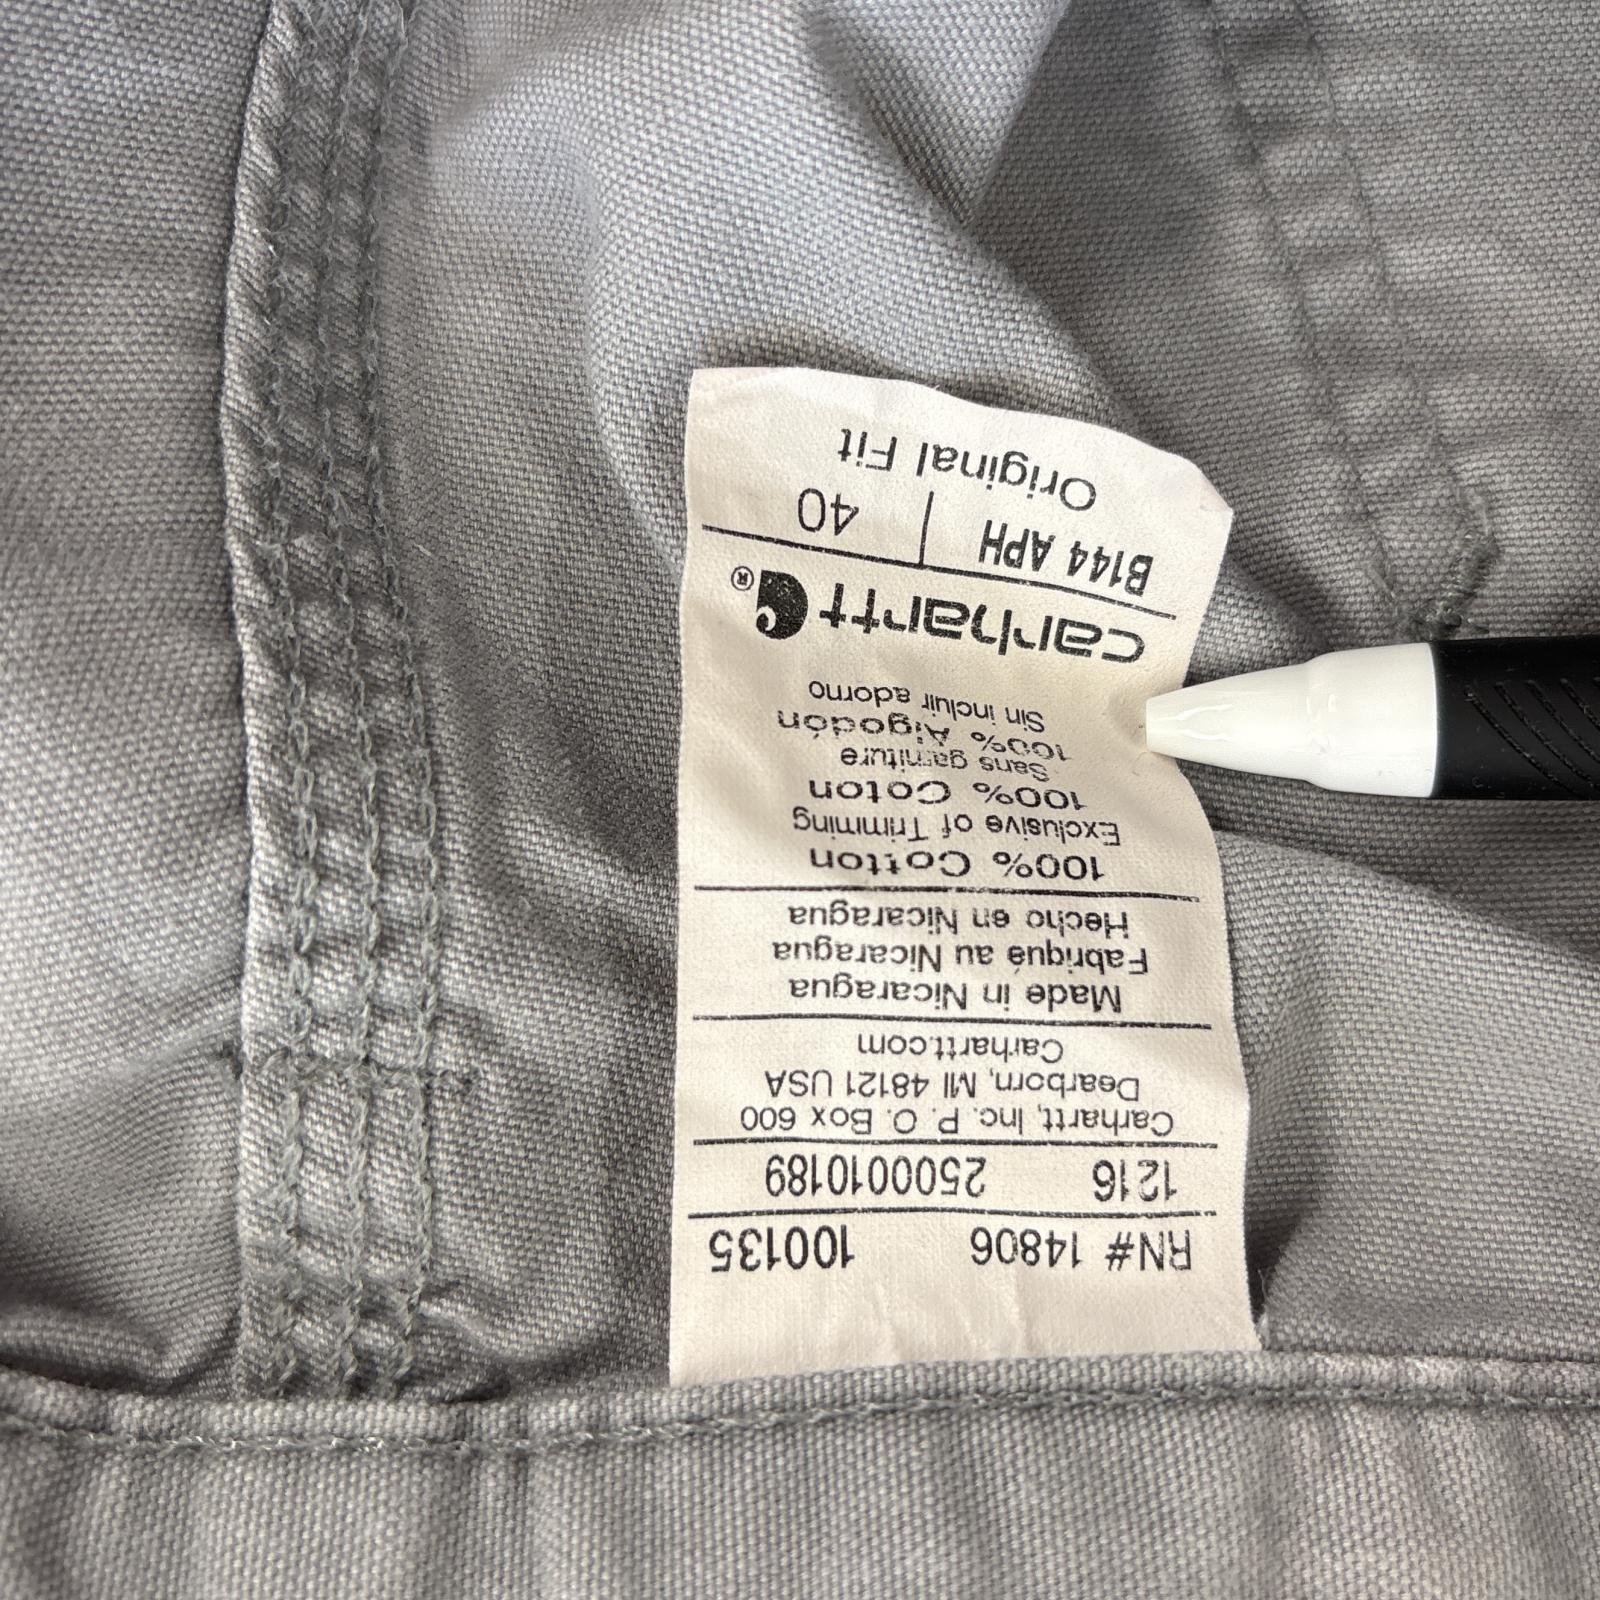 RN# 14806 100135
1216 2500010189
Carhartt, Inc. P. O. Box 600
Dearborn, MI 48121 USA
Carhartt.com
Made in Nicaragua
Fabriqué au Nicaragua
Hecho en Nicaragua
100% Cotton
Exclusive of Trimming
100% Coton
Sans garniture
100% Algodón
Sin incluir adorno
carhartt ®
B144 APH 40
Original Fit